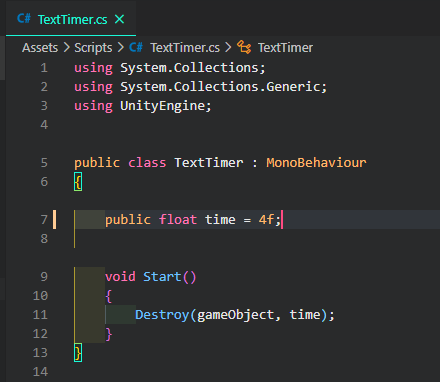 C# TextTimer.cs ×
Assets > Scripts > C# TextTimer.cs > TextTimer
1 using System.Collections;
2 using System.Collections.Generic;
3 using UnityEngine;
4
5 public class TextTimer : MonoBehaviour
6 {
7 public float time = 4f;
8
9 void Start()
10 {
11 Destroy(gameObject, time);
12 }
13 }
14